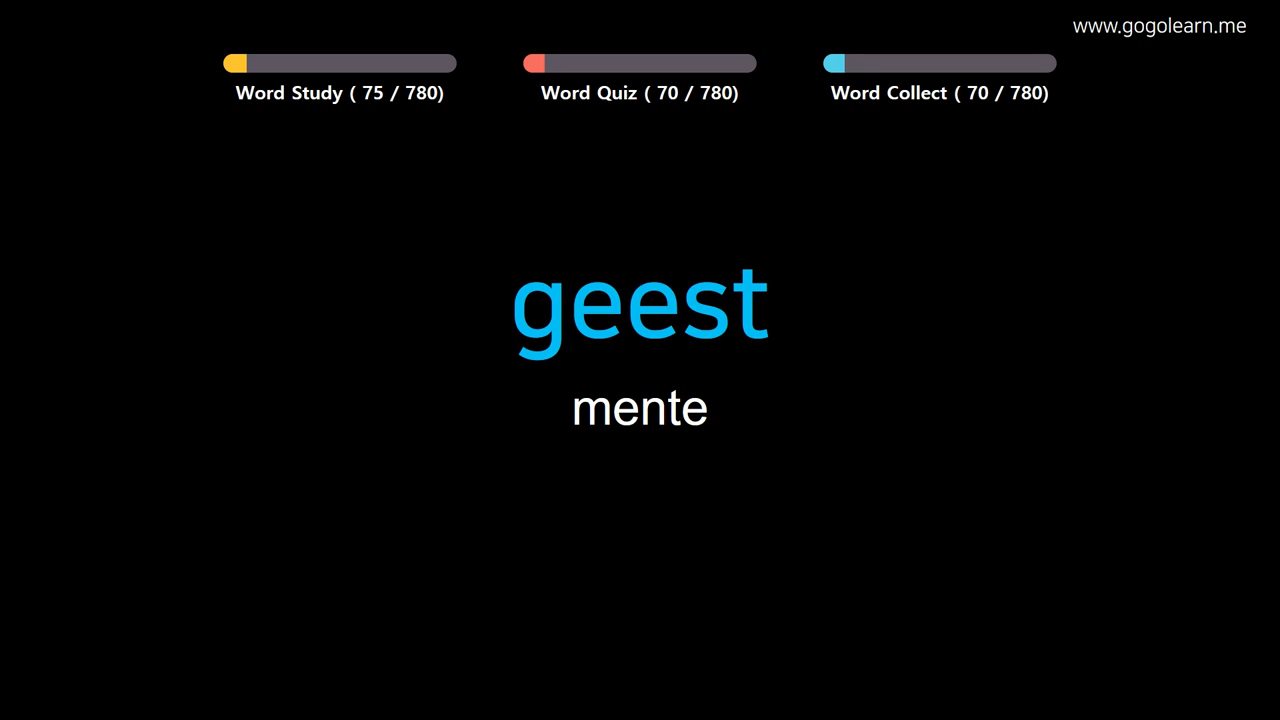 www.gogolearn.me
Word Study ( 75 / 780)
Word Quiz ( 70 / 780)
Word Collect ( 70 / 780)
geest
mente